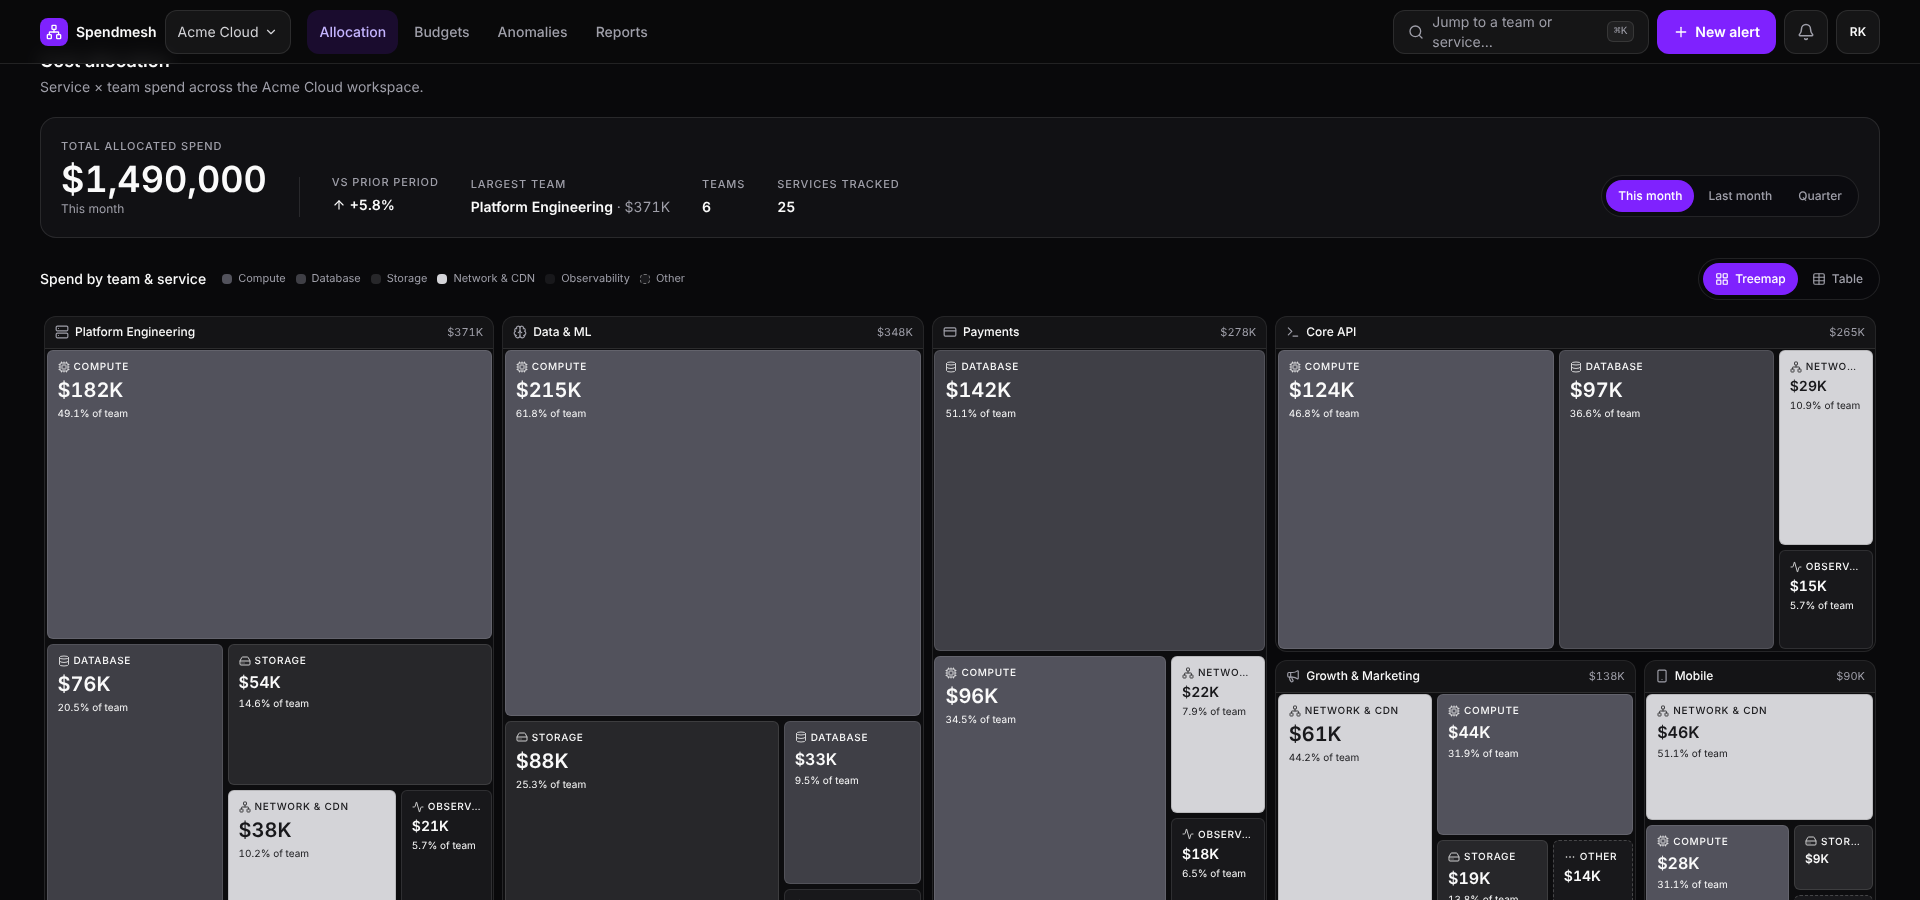 Spendmesh
Acme Cloud
Allocation
Budgets
Anomalies
Reports
Jump to a team or service...
⌘K
New alert
RK
Cost allocation
Service × team spend across the Acme Cloud workspace.
TOTAL ALLOCATED SPEND
$1,490,000
This month
VS PRIOR PERIOD
↑ +5.8%
LARGEST TEAM
Platform Engineering · $371K
TEAMS
6
SERVICES TRACKED
25
This month
Last month
Quarter
Spend by team & service
Compute
Database
Storage
Network & CDN
Observability
Other
Treemap
Table
Platform Engineering
$371K
COMPUTE
$182K
49.1% of team
DATABASE
$76K
20.5% of team
STORAGE
$54K
14.6% of team
NETWORK & CDN
$38K
10.2% of team
OBSERV...
$21K
5.7% of team
Data & ML
$348K
COMPUTE
$215K
61.8% of team
STORAGE
$88K
25.3% of team
DATABASE
$33K
9.5% of team
Payments
$278K
DATABASE
$142K
51.1% of team
COMPUTE
$96K
34.5% of team
NETWO...
$22K
7.9% of team
OBSERV...
$18K
6.5% of team
Core API
$265K
COMPUTE
$124K
46.8% of team
DATABASE
$97K
36.6% of team
NETWO...
$29K
10.9% of team
OBSERV...
$15K
5.7% of team
Growth & Marketing
$138K
NETWORK & CDN
$61K
44.2% of team
COMPUTE
$44K
31.9% of team
STORAGE
$19K
13.8% of team
OTHER
$14K
Mobile
$90K
NETWORK & CDN
$46K
51.1% of team
COMPUTE
$28K
31.1% of team
STOR...
$9K